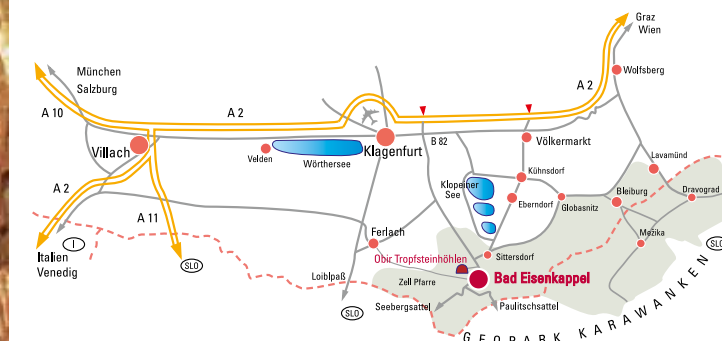 Graz
Wien
München
Salzburg
Wolfsberg
A 2
A 10
A 2
B 82
Völkermarkt
Villach
Klagenfurt
Velden
Wörthersee
Lavamünd
Klopeiner
See
Kühnsdorf
A 2
Bleiburg
Dravograd
Eberndorf
Globasnitz
A 11
Ferlach
Mežika
I
SLO
Italien
Venedig
SLO
Obir Tropfsteinhöhlen
Sittersdorf
Loiblpaß
Zell Pfarre
Bad Eisenkappel
SLO
Seebergsattel
Paulitschsattel
GEOPARK KARAWANKEN